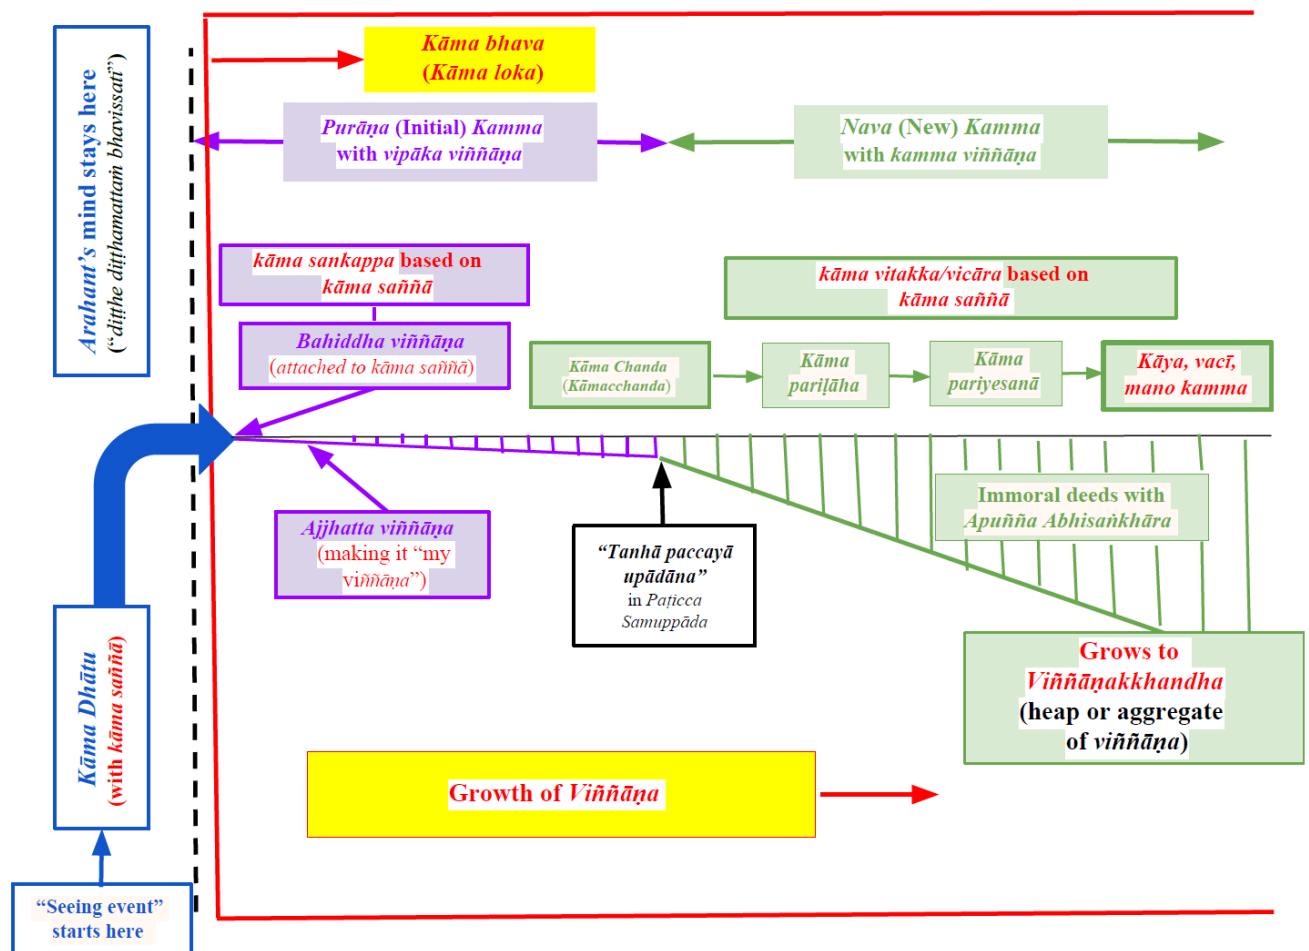 Arahant's mind stays here
("diṭṭhe diṭṭhamattaṁ bhavissati")
Kāma bhava
(Kāma loka)
Purāṇa (Initial) Kamma
with vipāka viññāṇa
Nava (New) Kamma
with kamma viññāṇa
kāma sankappa based on
kāma saññā
kāma vitakka/vicāra based on
kāma saññā
Bahiddha viññāṇa
(attached to kāma saññā)
Kāma Chanda
(Kāmacchanda)
Kāma
pariḷāha
Kāma
pariyesanā
Kāya, vacī,
mano kamma
Immoral deeds with
Apuñña Abhisaṅkhāra
Ajjhatta viññāṇa
(making it "my
viññāṇa")
"Tanhā paccayā
upādāna"
in Paṭicca
Samuppāda
Kāma Dhātu
(with kāma saññā)
Grows to
Viññāṇakkhandha
(heap or aggregate
of viññāṇa)
Growth of Viññāṇa
"Seeing event"
starts here